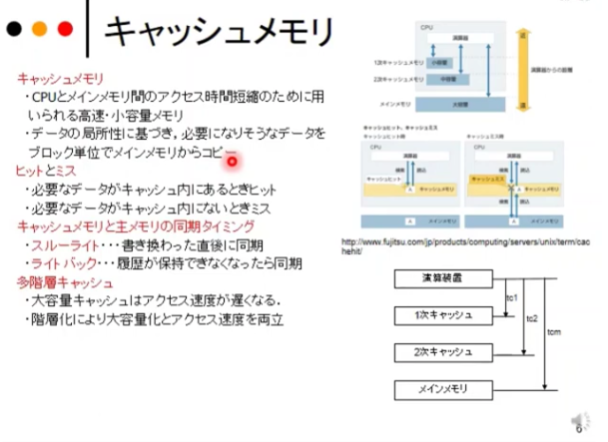 キャッシュメモリ
キャッシュメモリ
・CPUとメインメモリ間のアクセス時間短縮のために用
いられる高速・小容量メモリ
・データの局所性に基づき，必要になりそうなデータを
ブロック単位でメインメモリからコピー
ヒットとミス
・必要なデータがキャッシュ内にあるときヒット
・必要なデータがキャッシュ内にないときミス
キャッシュメモリと主メモリの同期タイミング
・スルーライト・・・書き換わった直後に同期
・ライトバック・・・履歴が保持できなくなったら同期
多階層キャッシュ
・大容量キャッシュはアクセス速度が遅くなる．
・階層化により大容量化とアクセス速度を両立
CPU
演算器
1次キャッシュメモリ
小容量
2次キャッシュメモリ
中容量
メインメモリ
大容量
近
演算器からの距離
遠
キャッシュヒット、キャッシュミス
キャッシュヒット時
キャッシュミス時
CPU
演算器
検索
読込
キャッシュヒット
A
キャッシュメモリ
A
メインメモリ
CPU
演算器
検索
読込
キャッシュミス
A
キャッシュメモリ
検索
読込
A
メインメモリ
http://www.fujitsu.com/jp/products/computing/servers/unix/term/cac
hehit/
演算装置
tc1
1次キャッシュ
tc2
2次キャッシュ
tcm
メインメモリ
6